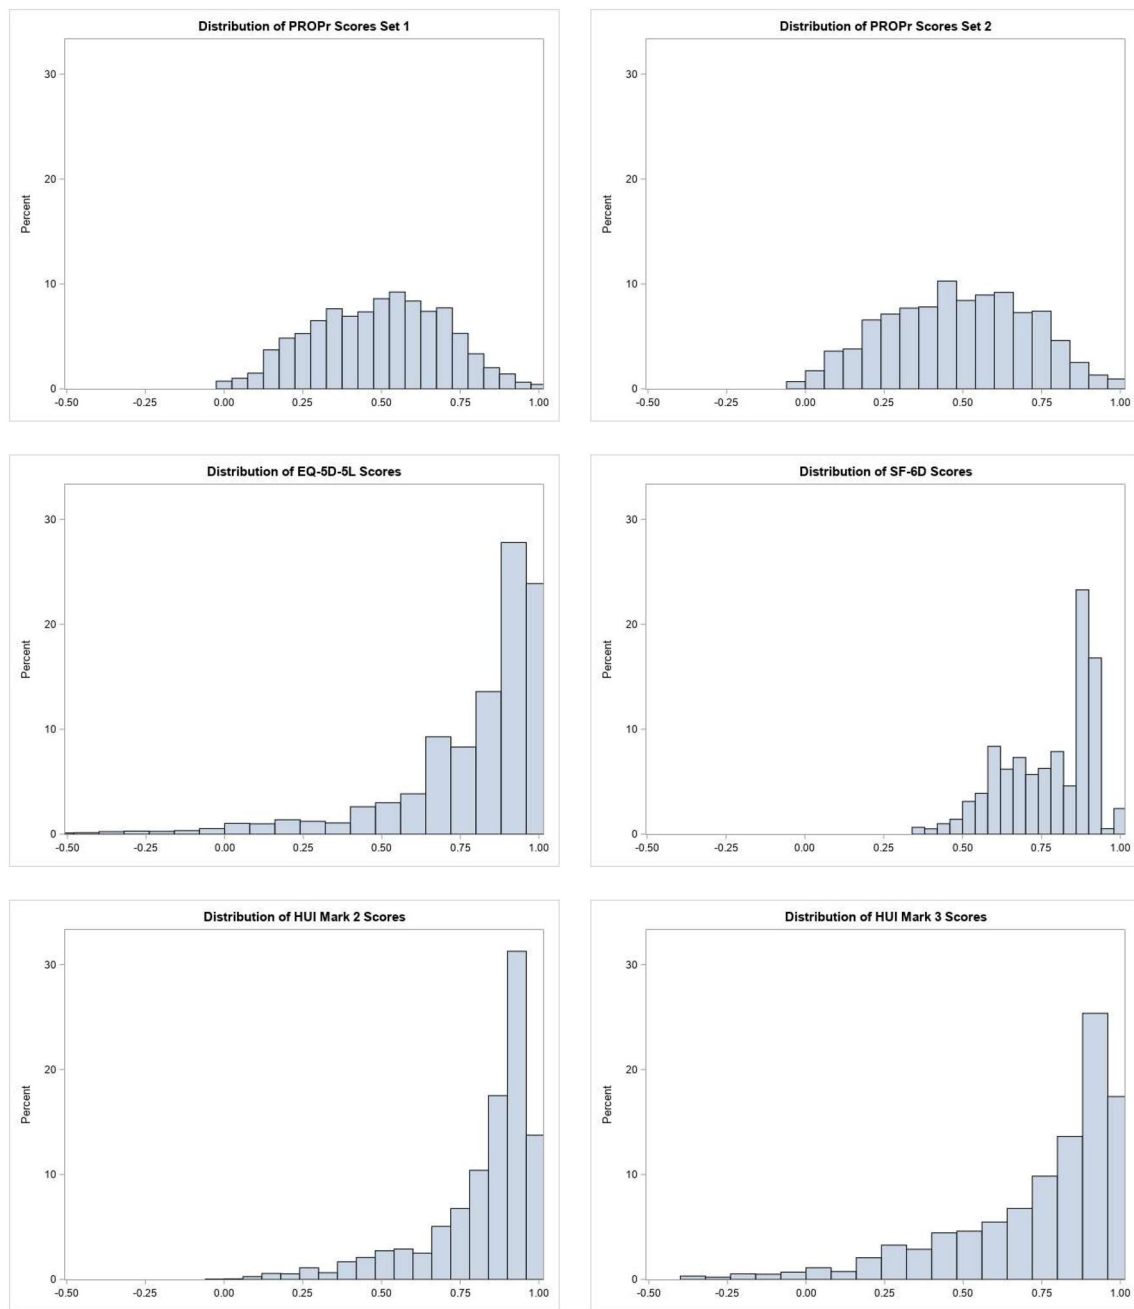 Distribution of PROPr Scores Set 1
30
20
10
0
Percent
-0.50 -0.25 0.00 0.25 0.50 0.75 1.00
Distribution of PROPr Scores Set 2
30
20
10
0
Percent
-0.50 -0.25 0.00 0.25 0.50 0.75 1.00
Distribution of EQ-5D-5L Scores
30
20
10
0
Percent
-0.50 -0.25 0.00 0.25 0.50 0.75 1.00
Distribution of SF-6D Scores
30
20
10
0
Percent
-0.50 -0.25 0.00 0.25 0.50 0.75 1.00
Distribution of HUI Mark 2 Scores
30
20
10
0
Percent
-0.50 -0.25 0.00 0.25 0.50 0.75 1.00
Distribution of HUI Mark 3 Scores
30
20
10
0
Percent
-0.50 -0.25 0.00 0.25 0.50 0.75 1.00